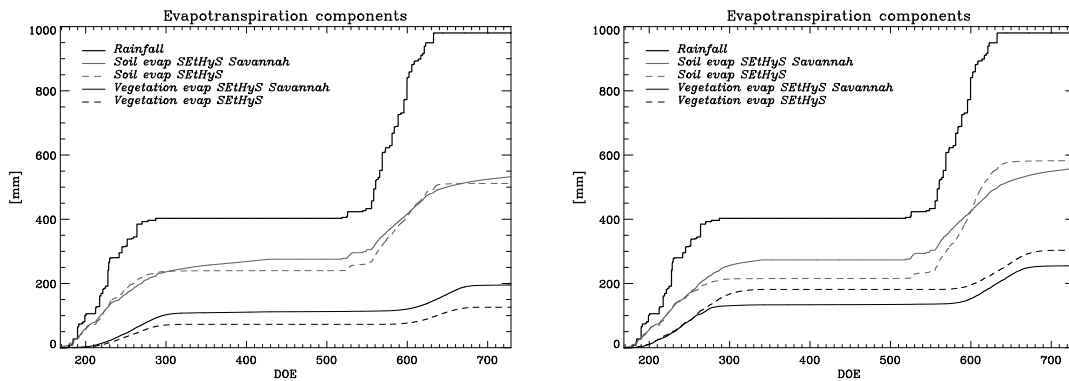 Evapotranspiration components
1000
800
600
400
200
0
[mm]
Rainfall
Soil evap SEtHyS Savannah
Soil evap SEtHyS
Vegetation evap SEtHyS Savannah
Vegetation evap SEtHyS
200 300 400 500 600 700
DOE
Evapotranspiration components
1000
800
600
400
200
0
[mm]
Rainfall
Soil evap SEtHyS Savannah
Soil evap SEtHyS
Vegetation evap SEtHyS Savannah
Vegetation evap SEtHyS
200 300 400 500 600 700
DOE